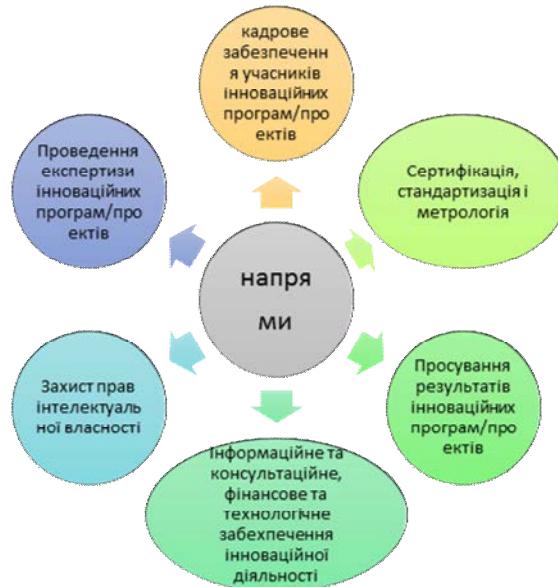 кадрове
забезпеченн
я учасників
інноваційних
програм/про
ектів
Сертифікація,
стандартизація і
метрологія
Просування
результатів
інноваційних
програм/про
ектів
Інформаційне та
консультаційне,
фінансове та
технологічне
забехпечення
інноваційної
діяльності
Захист прав
інтелектуаль
ної власності
Проведення
експертизи
інноваційних
програм/про
ектів
напря
ми